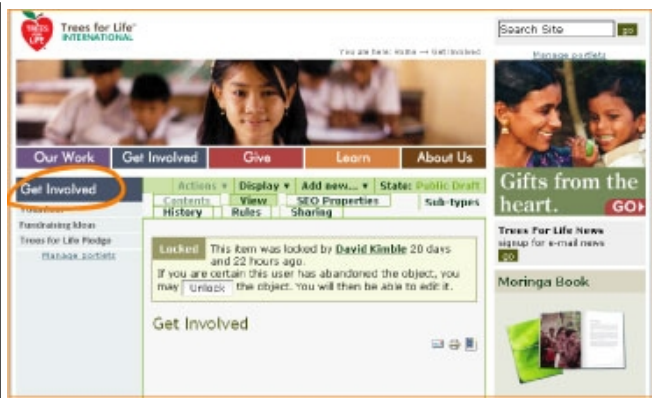 TREES
FOR
LIFE
Trees for Life
INTERNATIONAL
Search Site
go
You are here: Home → Get Involved
Manage portlets
Our Work
Get Involved
Give
Learn
About Us
Get Involved
Volunteer
Fundraising Ideas
Trees for Life Pledge
Manage portlets
Actions ▾ Display ▾ Add new... ▾ State: Public Draft
Contents View SEO Properties Sub-types
History Rules Sharing
Locked This item was locked by David Kimble 20 days
and 22 hours ago.
If you are certain this user has abandoned the object, you
may Unlock the object. You will then be able to edit it.
Get Involved
Gifts from the
heart. GO
Trees For Life News
signup for e-mail news
go
Moringa Book